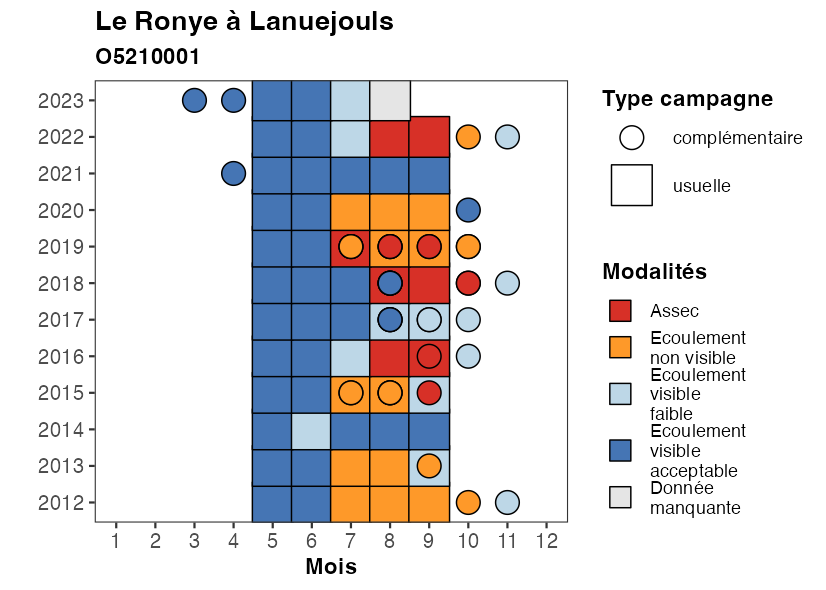 Le Ronye à Lanuejouls
O5210001
2023
2022
2021
2020
2019
2018
2017
2016
2015
2014
2013
2012
1 2 3 4 5 6 7 8 9 10 11 12
Mois
Type campagne
complémentaire
usuelle
Modalités
Assec
Ecoulement
non visible
Ecoulement
visible
faible
Ecoulement
visible
acceptable
Donnée
manquante